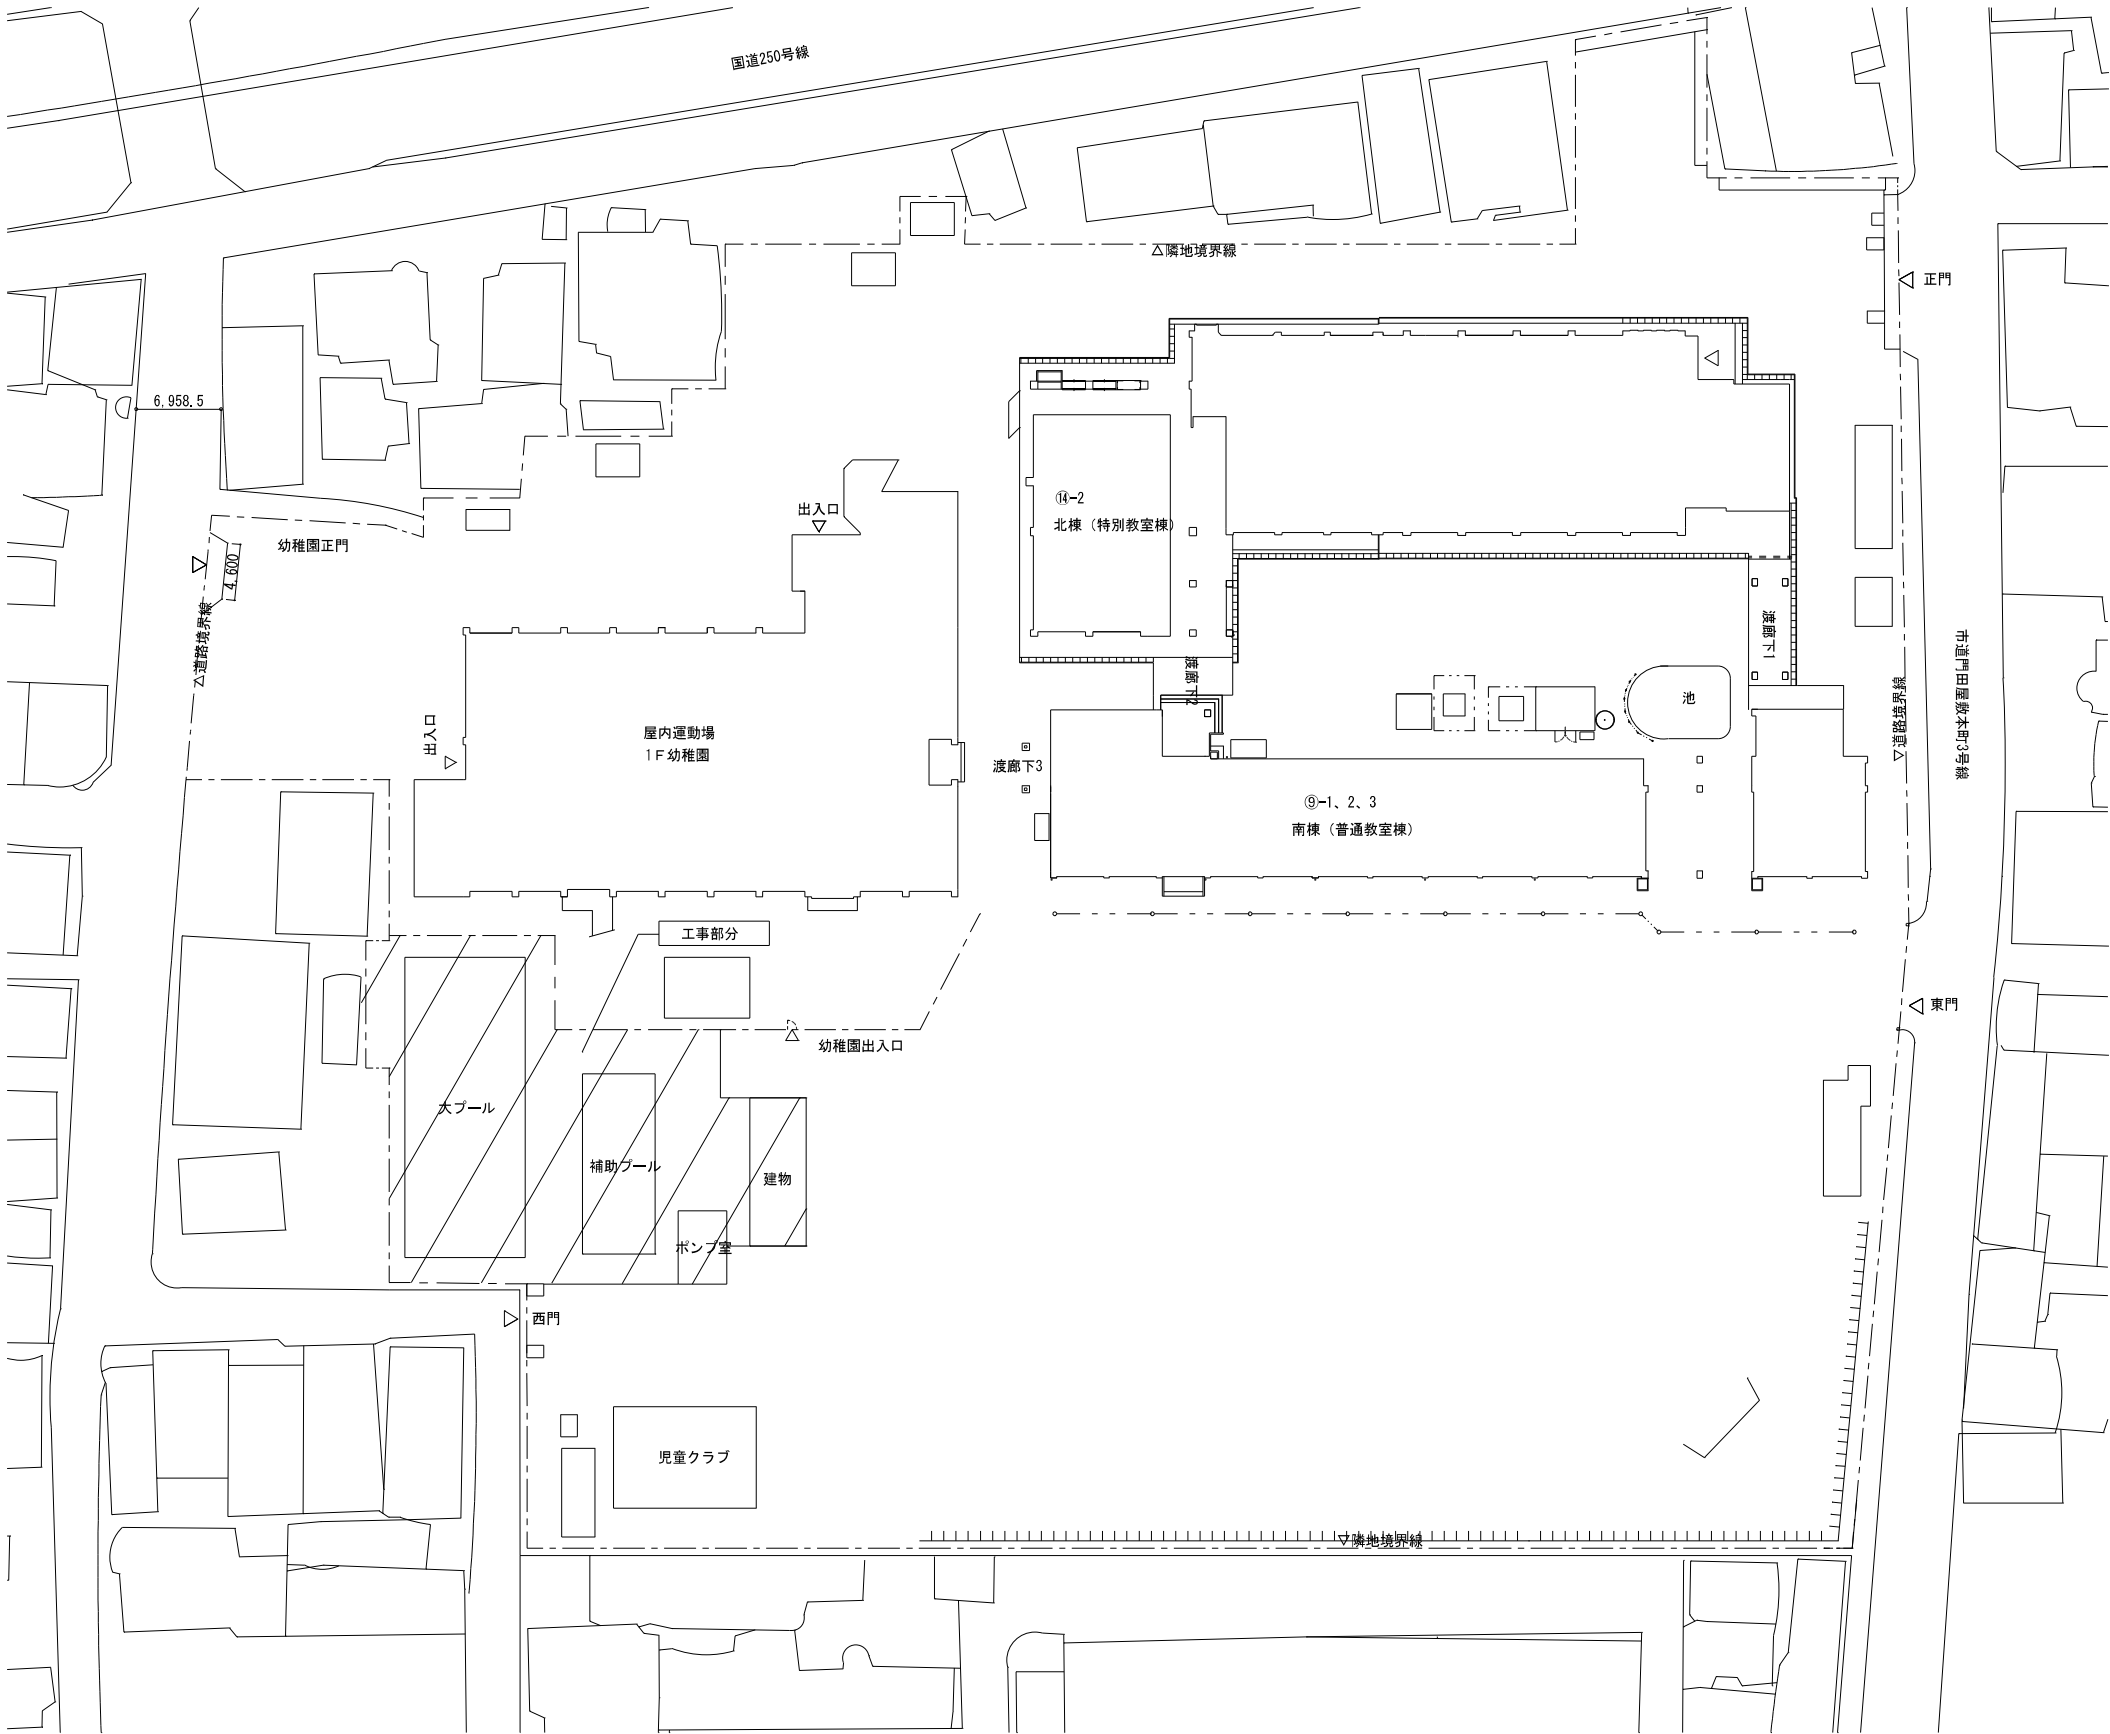 国道250号線
△隣地境界線
正門
6,958.5
⑭-2
北棟（特別教室棟）
出入口
幼稚園正門
4,600
△道路境界線
渡廊下1
市道門田屋敷本町3号線
渡廊下2
池
▽道路境界線
出入口
屋内運動場
1F幼稚園
渡廊下3
⑨-1、2、3
南棟（普通教室棟）
工事部分
東門
幼稚園出入口
大プール
補助プール
建物
ポンプ室
西門
児童クラブ
▽隣地境界線